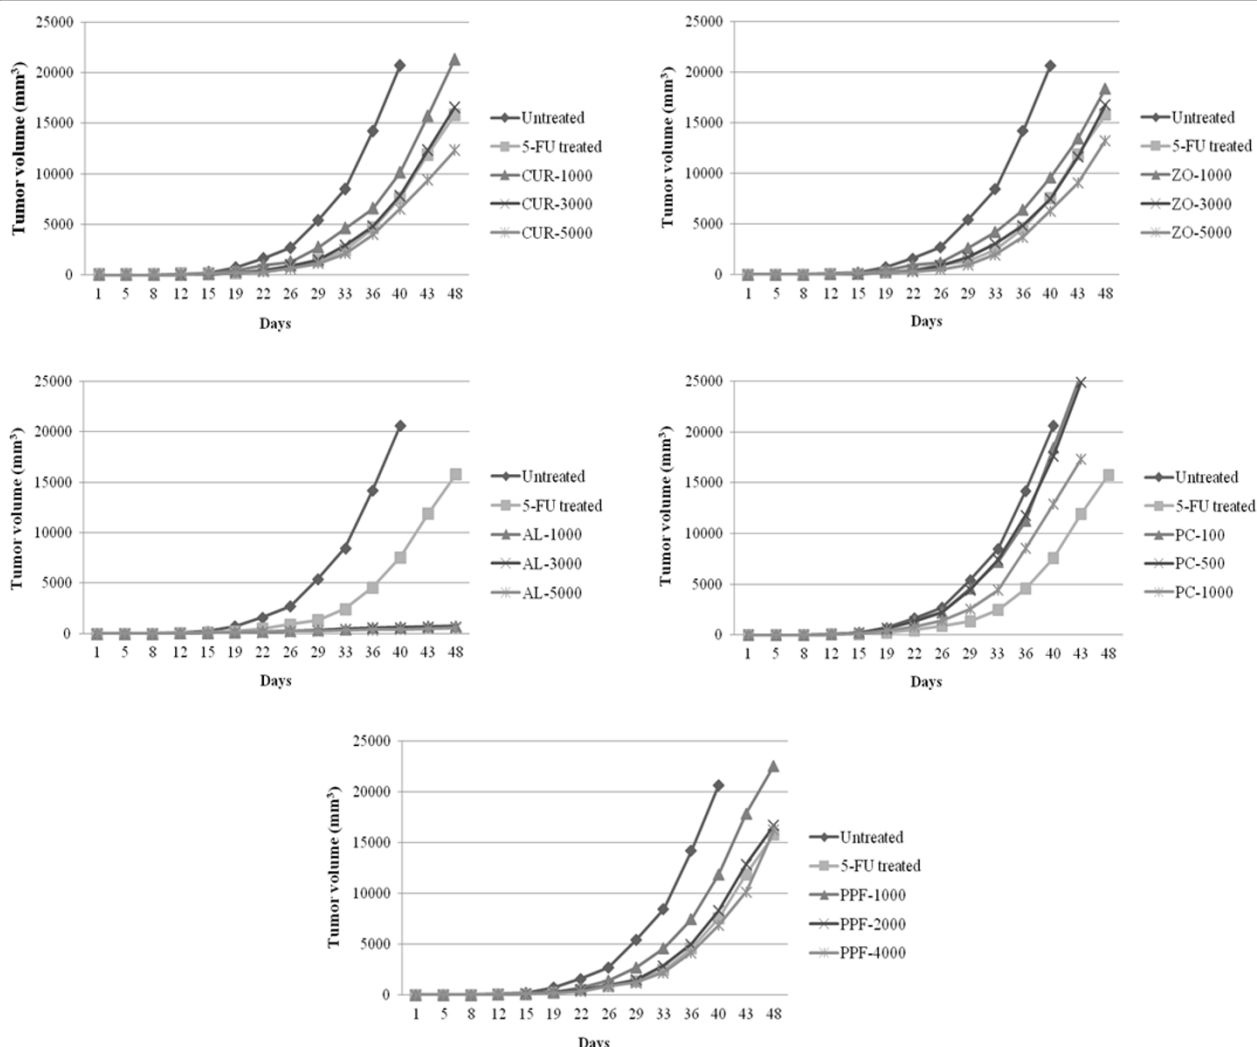 25000
20000
15000
10000
5000
0
Tumor volume (mm³)
1 5 8 12 15 19 22 26 29 33 36 40 43 48
Days
Untreated
5-FU treated
CUR-1000
CUR-3000
CUR-5000
25000
20000
15000
10000
5000
0
Tumor volume (mm³)
1 5 8 12 15 19 22 26 29 33 36 40 43 48
Days
Untreated
5-FU treated
ZO-1000
ZO-3000
ZO-5000
25000
20000
15000
10000
5000
0
Tumor volume (mm³)
1 5 8 12 15 19 22 26 29 33 36 40 43 48
Days
Untreated
5-FU treated
AL-1000
AL-3000
AL-5000
25000
20000
15000
10000
5000
0
Tumor volume (mm³)
1 5 8 12 15 19 22 26 29 33 36 40 43 48
Days
Untreated
5-FU treated
PC-100
PC-500
PC-1000
25000
20000
15000
10000
5000
0
Tumor volume (mm³)
1 5 8 12 15 19 22 26 29 33 36 40 43 48
Days
Untreated
5-FU treated
PPF-1000
PPF-2000
PPF-4000